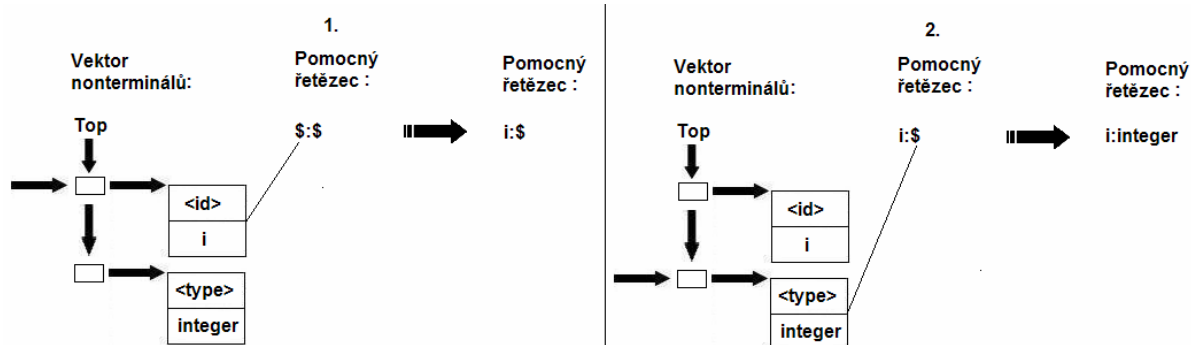 1.
Vektor
nonterminálů:
Pomocný
řetězec :
Pomocný
řetězec :
Top
$:$
i:$
<id>
i
<type>
integer
2.
Vektor
nonterminálů:
Pomocný
řetězec :
Pomocný
řetězec :
Top
i:$
i:integer
<id>
i
<type>
integer